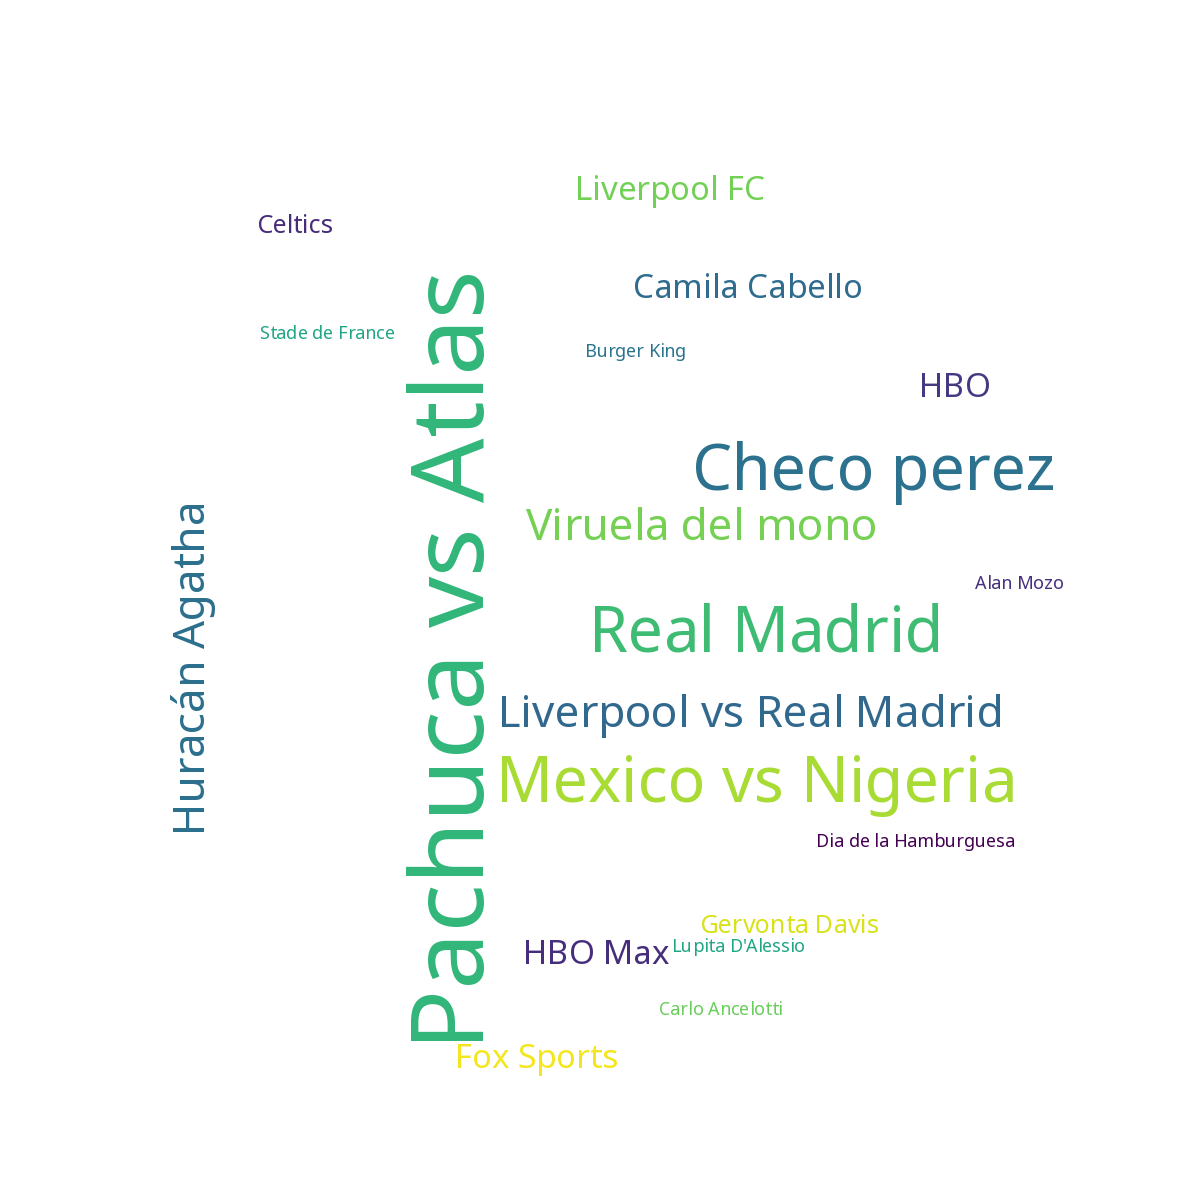 Liverpool FC
Celtics
Camila Cabello
Stade de France
Burger King
HBO
Checo perez
Viruela del mono
Alan Mozo
Real Madrid
Huracán Agatha
Pachuca vs Atlas
Liverpool vs Real Madrid
Mexico vs Nigeria
Dia de la Hamburguesa
Gervonta Davis
HBO Max
Lupita D'Alessio
Carlo Ancelotti
Fox Sports